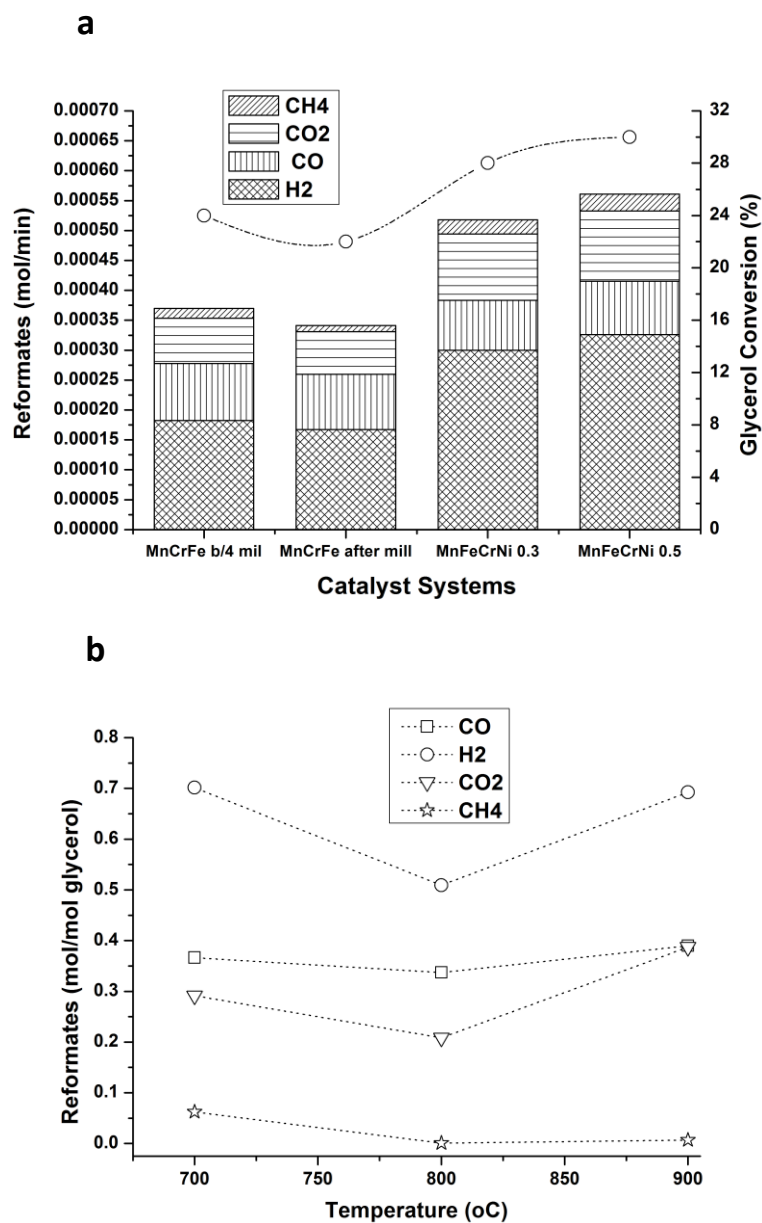 a
0.00070
0.00065
0.00060
0.00055
0.00050
0.00045
0.00040
0.00035
0.00030
0.00025
0.00020
0.00015
0.00010
0.00005
0.00000
Reformates (mol/min)
CH4
CO2
CO
H2
32
28
24
20
16
12
8
4
0
Glycerol Conversion (%)
MnCrFe b/4 mil MnCrFe after mill MnFeCrNi 0.3 MnFeCrNi 0.5
Catalyst Systems
b
CO
H2
CO2
CH4
0.8
0.7
0.6
0.5
0.4
0.3
0.2
0.1
0.0
Reformates (mol/mol glycerol)
700 750 800 850 900
Temperature (oC)